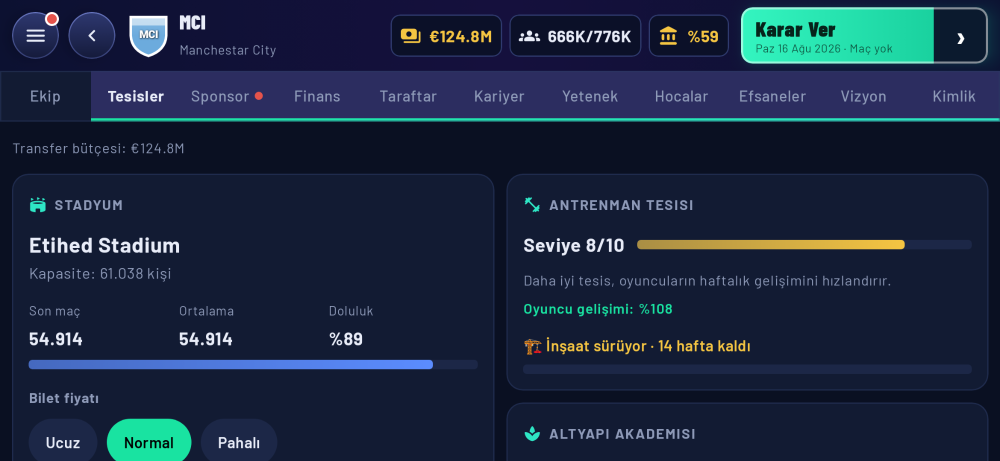 MCI
MCI
Manchestar City
€124.8M
666K/776K
%59
Karar Ver
Paz 16 Ağu 2026 · Maç yok
Ekip
Tesisler
Sponsor
Finans
Taraftar
Kariyer
Yetenek
Hocalar
Efsaneler
Vizyon
Kimlik
Transfer bütçesi: €124.8M
STADYUM
Etihed Stadium
Kapasite: 61.038 kişi
Son maç
Ortalama
Doluluk
54.914
54.914
%89
Bilet fiyatı
Ucuz
Normal
Pahalı
ANTRENMAN TESISI
Seviye 8/10
Daha iyi tesis, oyuncuların haftalık gelişimini hızlandırır.
Oyuncu gelişimi: %108
İnşaat sürüyor · 14 hafta kaldı
ALTYAPI AKADEMISI